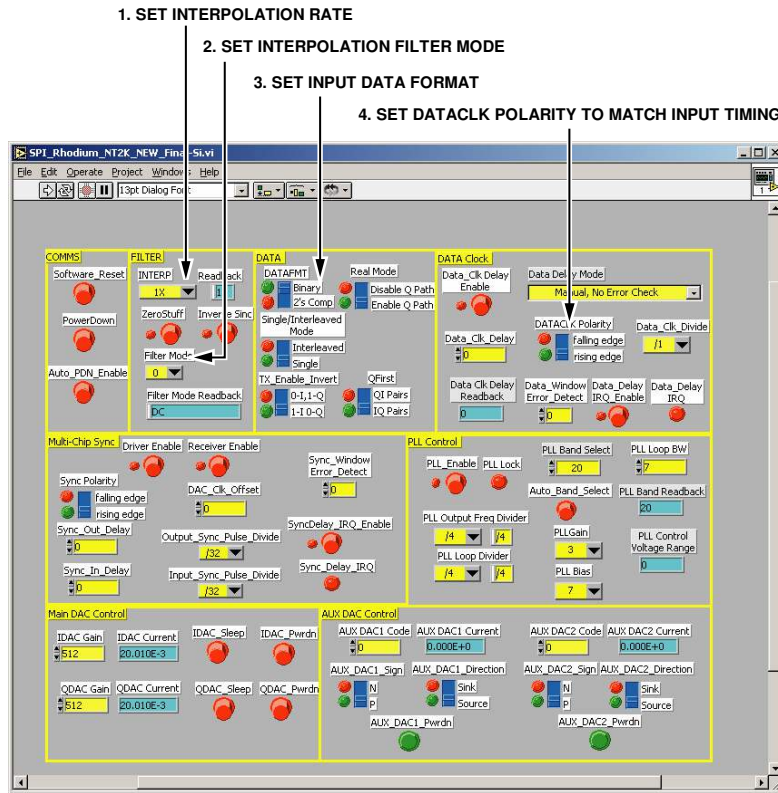 1. SET INTERPOLATION RATE
2. SET INTERPOLATION FILTER MODE
3. SET INPUT DATA FORMAT
4. SET DATACLK POLARITY TO MATCH INPUT TIMING
SPI_Rhodium_NT2K_NEW_Final-Si.vi
File Edit Operate Project Windows Help
13pt Dialog Font
1
COMMS
Software_Reset
PowerDown
Auto_PDN_Enable
FILTER
INTERP Readback
1X
ZeroStuff Inverse Sinc
Filter Mode
0
Filter Mode Readback
DC
DATA
DATAFMT Real Mode
Binary Disable Q Path
2's Comp Enable Q Path
Single/Interleaved
Mode
Interleaved
Single
TX_Enable_Invert QFirst
0-I,1-Q QI Pairs
1-I 0-Q IQ Pairs
DATA Clock
Data_Clk Delay
Enable
Data Delay Mode
Manual, No Error Check
Data_Clk_Delay
0
DATACLK Polarity
falling edge
rising edge
Data_Clk_Divide
/1
Data Clk Delay
Readback
0
Data_Window
Error_Detect
0
Data_Delay
IRQ_Enable
Data_Delay
IRQ
Multi-Chip Sync
Driver Enable Receiver Enable
Sync Polarity
falling edge
rising edge
DAC_Clk_Offset
0
Sync_Window
Error_Detect
0
Sync_Out_Delay
0
Output_Sync_Pulse_Divide
/32
SyncDelay_IRQ_Enable
Sync_In_Delay
0
Input_Sync_Pulse_Divide
/32
Sync_Delay_IRQ
PLL Control
PLL_Enable PLL Lock
PLL Band Select
20
PLL Loop BW
7
Auto_Band_Select
PLL Band Readback
20
PLL Output Freq Divider
/4 /4
PLL Loop Divider
/4 /4
PLLGain
3
PLL Bias
7
PLL Control
Voltage Range
0
Main DAC Control
IDAC Gain IDAC Current IDAC_Sleep IDAC_Pwrdn
512 20.010E-3
QDAC Gain QDAC Current QDAC_Sleep QDAC_Pwrdn
512 20.010E-3
AUX DAC Control
AUX DAC1 Code AUX DAC1 Current
0 0.000E+0
AUX_DAC1_Sign AUX_DAC1_Direction
N Sink
P Source
AUX_DAC1_Pwrdn
AUX DAC2 Code AUX DAC2 Current
0 0.000E+0
AUX_DAC2_Sign AUX_DAC2_Direction
N Sink
P Source
AUX_DAC2_Pwrdn